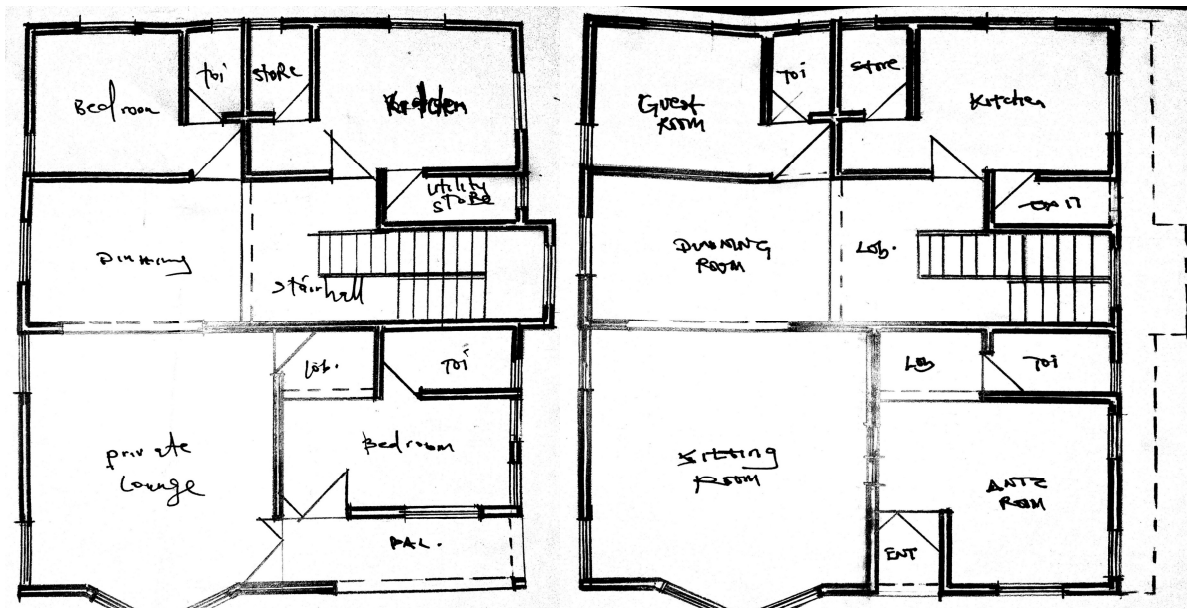 Bedroom
Toi
STORE
Kitchen
utility
STORE
Dinning
stair hall
Lob.
Toi
private
Lounge
Bedroom
BAL.
Guest
Room
Toi
Store
Kitchen
DINNING
ROOM
Lob.
Lob
Toi
Sitting
Room
ANTE
ROOM
ENT